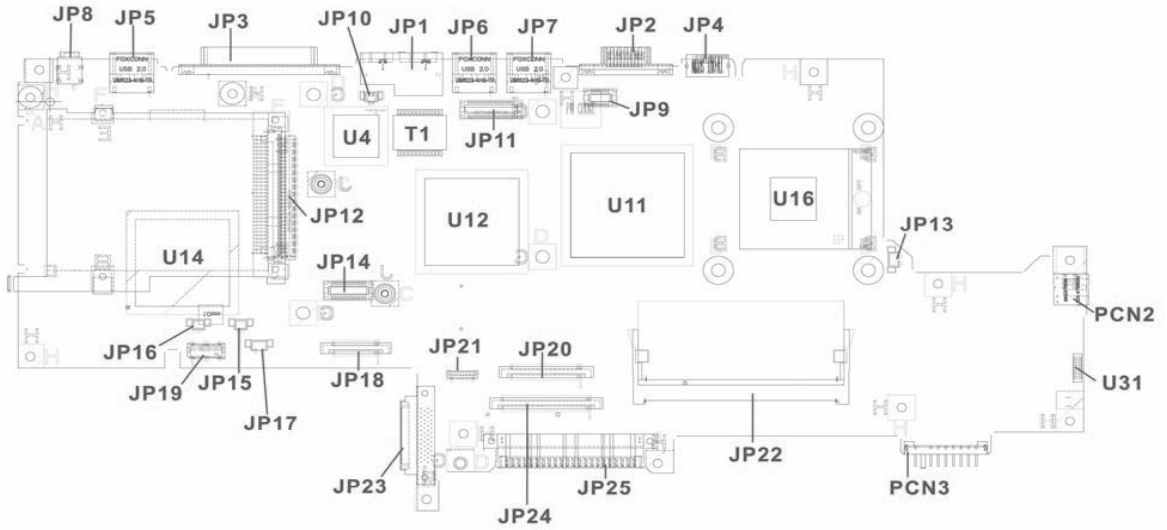 JP8
JP5
JP3
JP10
JP1
JP6
JP7
JP2
JP4
FOXCONN
USB 2.0
FOXCONN
USB 2.0
FOXCONN
USB 2.0
JP9
JP11
U4
T1
JP12
U14
U12
U11
U16
JP13
JP14
PCN2
JP16
JP15
JP19
JP17
JP18
JP21
JP20
U31
JP22
JP23
JP24
JP25
PCN3